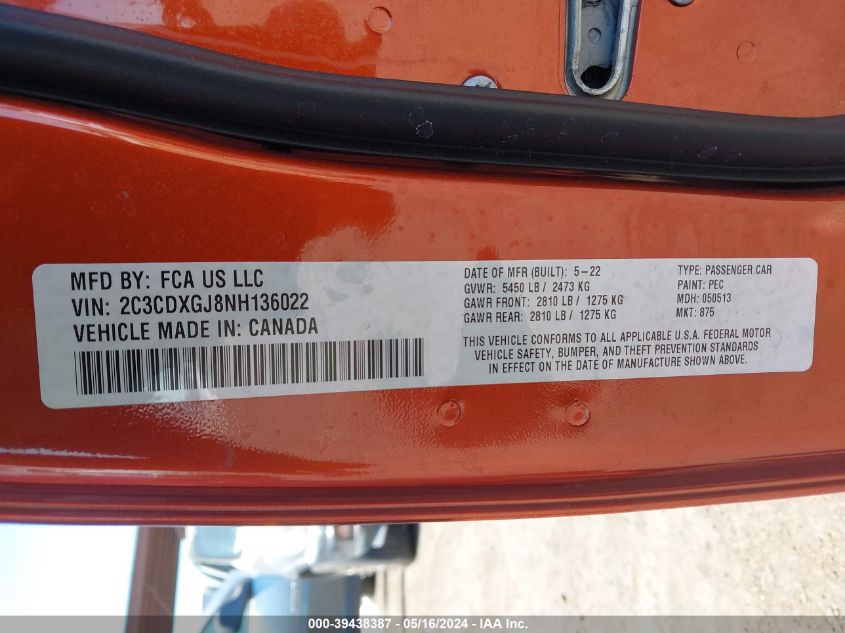 MFD BY: FCA US LLC
VIN: 2C3CDXGJ8NH136022
VEHICLE MADE IN: CANADA
DATE OF MFR (BUILT): 5-22
GVWR: 5450 LB / 2473 KG
GAWR FRONT: 2810 LB / 1275 KG
GAWR REAR: 2810 LB / 1275 KG
TYPE: PASSENGER CAR
PAINT: PEC
MDH: 050513
MKT: 875
THIS VEHICLE CONFORMS TO ALL APPLICABLE U.S.A. FEDERAL MOTOR
VEHICLE SAFETY, BUMPER, AND THEFT PREVENTION STANDARDS
IN EFFECT ON THE DATE OF MANUFACTURE SHOWN ABOVE.
000-39438387 - 05/16/2024 - IAA Inc.